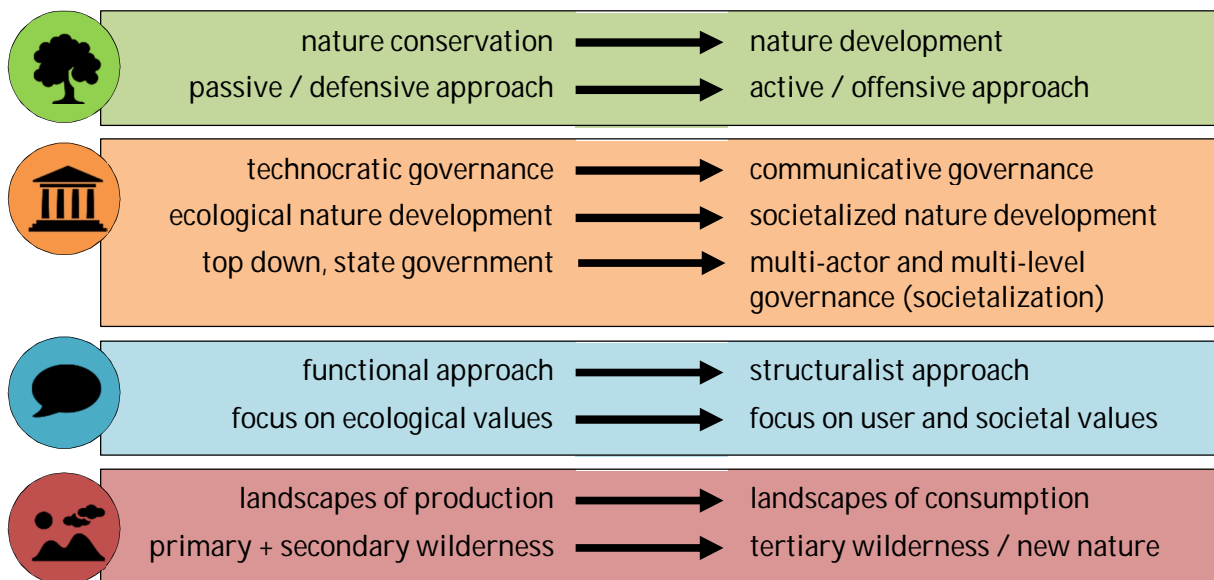 nature conservation nature development
passive / defensive approach active / offensive approach
technocratic governance communicative governance
ecological nature development societalized nature development
top down, state government multi-actor and multi-level
governance (societalization)
functional approach structuralist approach
focus on ecological values focus on user and societal values
landscapes of production landscapes of consumption
primary + secondary wilderness tertiary wilderness / new nature